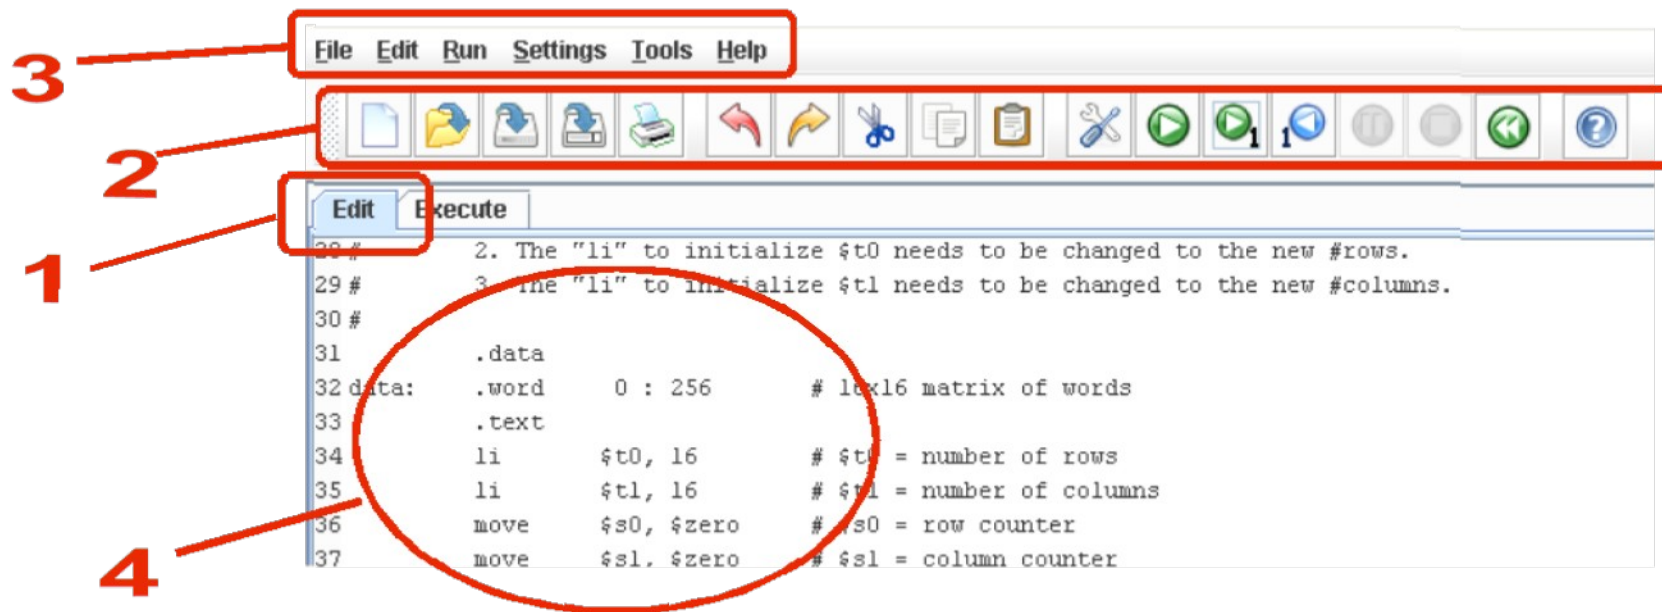 3
File Edit Run Settings Tools Help
2
1 1
1
Edit Execute
28 # 2. The "li" to initialize $t0 needs to be changed to the new #rows.
29 # 3. The "li" to initialize $t1 needs to be changed to the new #columns.
30 #
31 .data
32 data: .word 0 : 256 # 16x16 matrix of words
33 .text
34 li $t0, 16 # $t0 = number of rows
35 li $t1, 16 # $t1 = number of columns
36 move $s0, $zero # $s0 = row counter
37 move $s1, $zero # $s1 = column counter
4